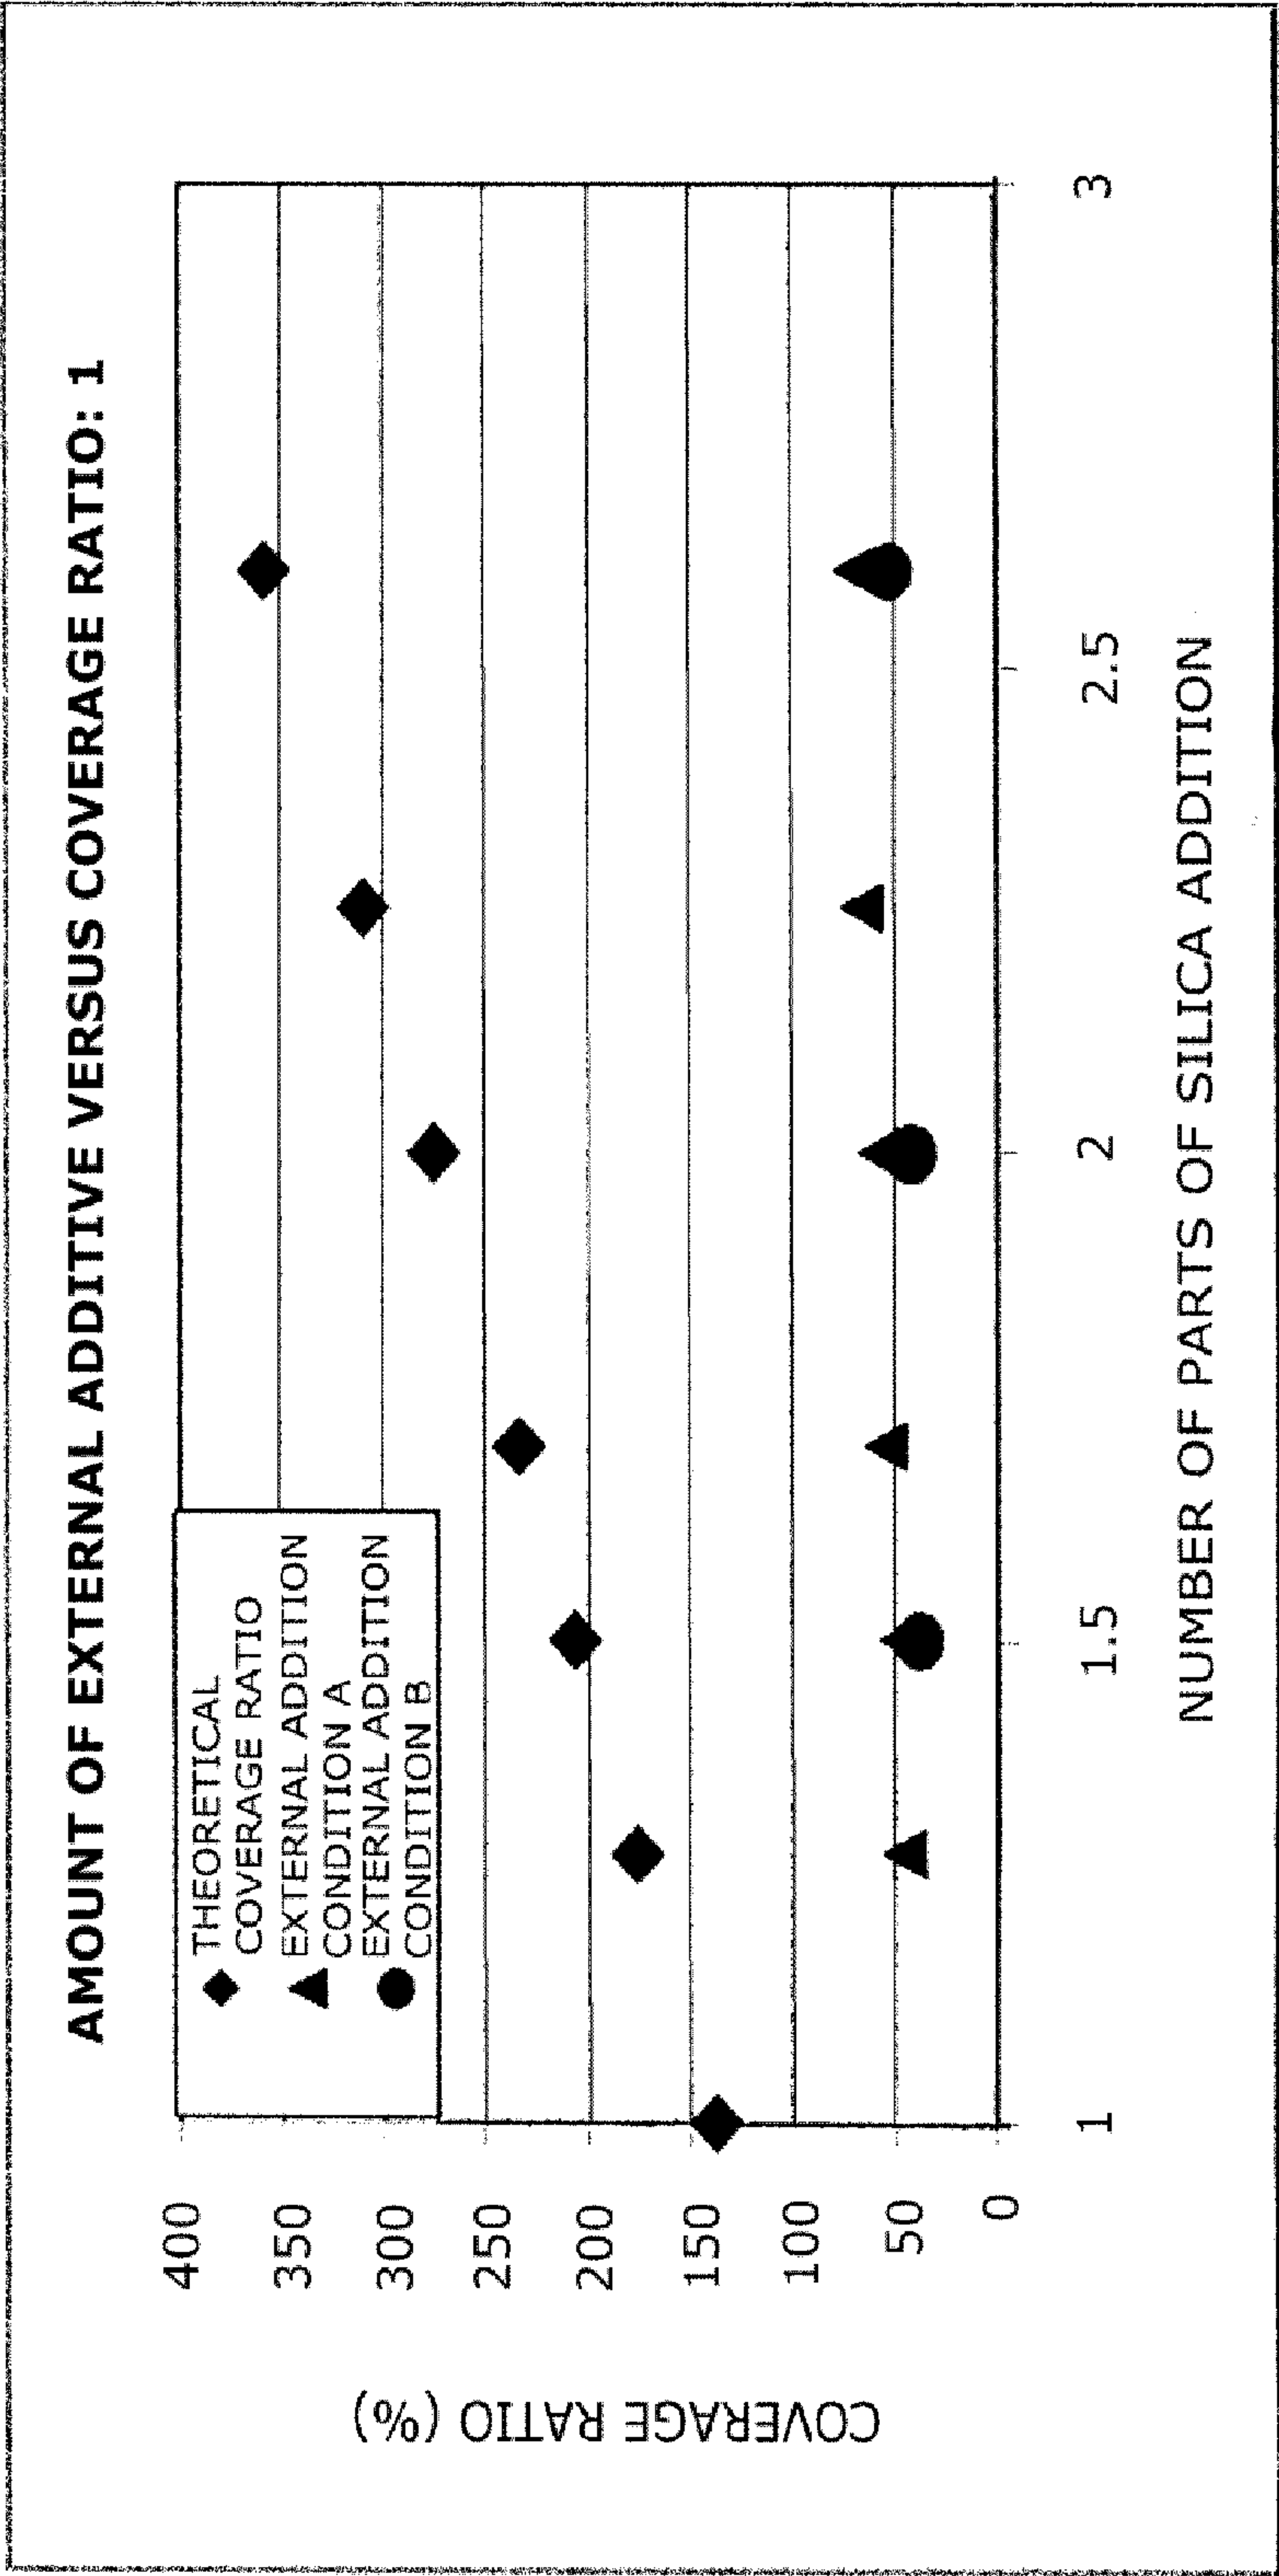 AMOUNT OF EXTERNAL ADDITIVE VERSUS COVERAGE RATIO: 1
THEORETICAL
COVERAGE RATIO
EXTERNAL ADDITION
CONDITION A
EXTERNAL ADDITION
CONDITION B
400
350
300
250
200
150
100
50
0
COVERAGE RATIO (%)
1
1.5
2
2.5
3
NUMBER OF PARTS OF SILICA ADDITION